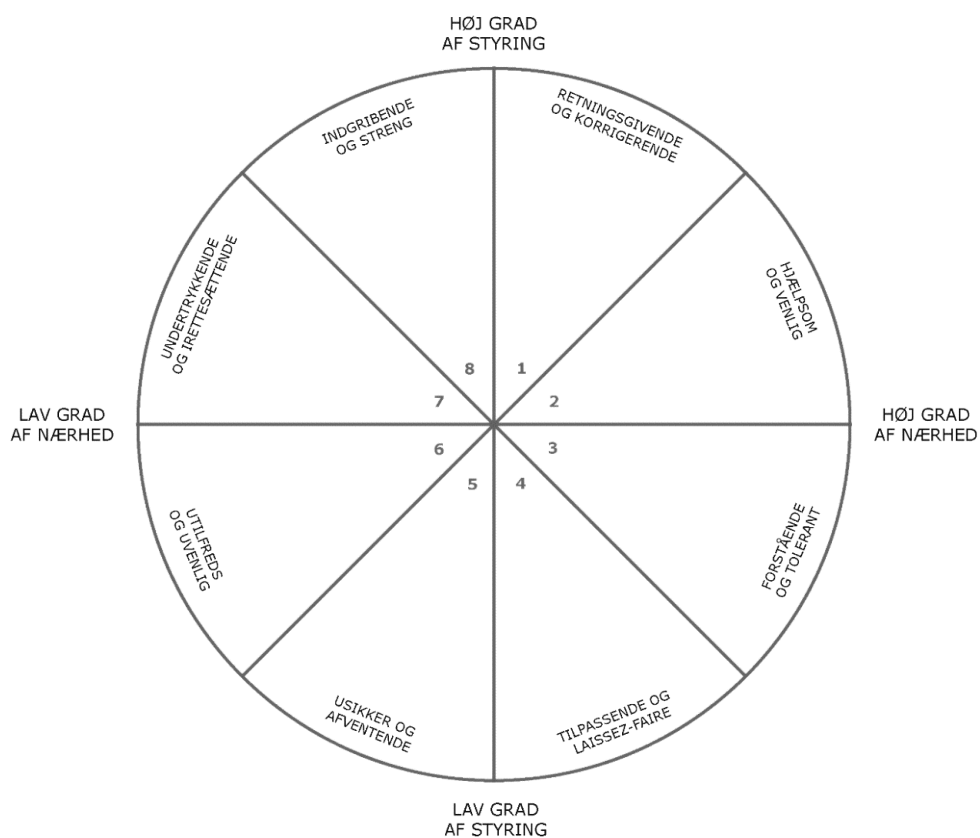 HØJ GRAD
AF STYRING
INDGRIBENDE
OG STRENG
RETNINGSGIVENDE
OG KORRIGERENDE
UNDERTRYKKENDE
OG IRETTESÆTTENDE
HJÆLPSOM
OG VENLIG
8
1
7
2
LAV GRAD
AF NÆRHED
HØJ GRAD
AF NÆRHED
6
3
5
4
UTILFREDS
OG UVENLIG
FORSTÅENDE
OG TOLERANT
USIKKER OG
AFVENTENDE
TILPASSENDE OG
LAISSEZ-FAIRE
LAV GRAD
AF STYRING